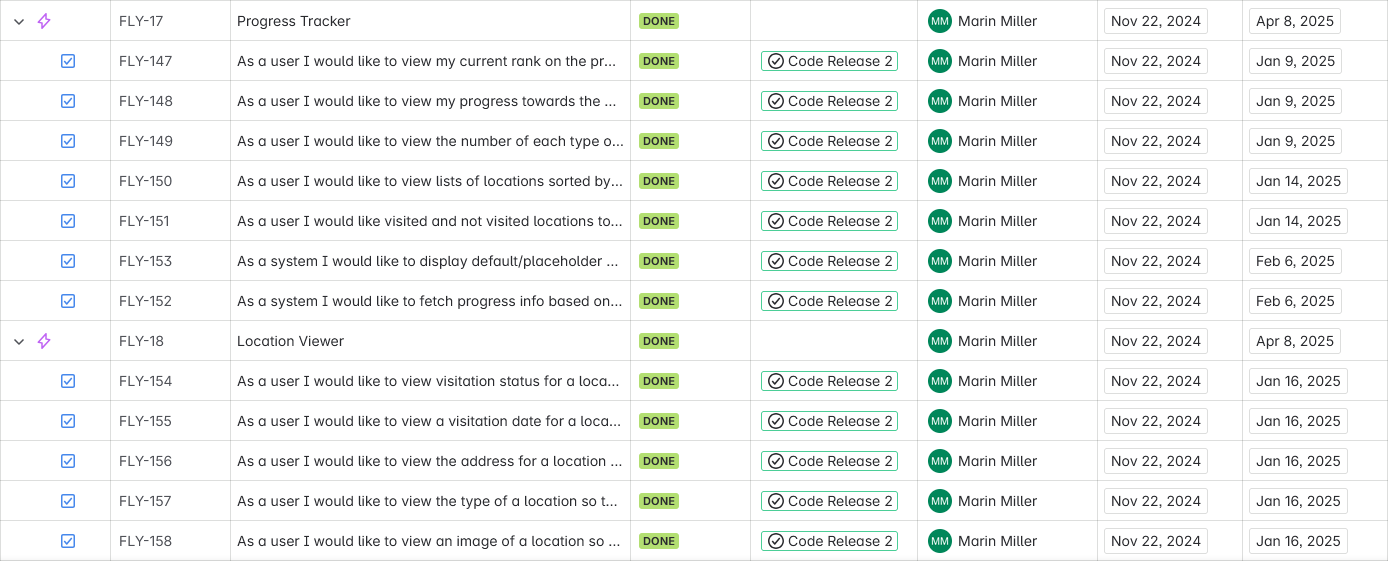 FLY-17 Progress Tracker DONE MM Marin Miller Nov 22, 2024 Apr 8, 2025
FLY-147 As a user I would like to view my current rank on the pr... DONE Code Release 2 MM Marin Miller Nov 22, 2024 Jan 9, 2025
FLY-148 As a user I would like to view my progress towards the ... DONE Code Release 2 MM Marin Miller Nov 22, 2024 Jan 9, 2025
FLY-149 As a user I would like to view the number of each type o... DONE Code Release 2 MM Marin Miller Nov 22, 2024 Jan 9, 2025
FLY-150 As a user I would like to view lists of locations sorted by... DONE Code Release 2 MM Marin Miller Nov 22, 2024 Jan 14, 2025
FLY-151 As a user I would like visited and not visited locations to... DONE Code Release 2 MM Marin Miller Nov 22, 2024 Jan 14, 2025
FLY-153 As a system I would like to display default/placeholder ... DONE Code Release 2 MM Marin Miller Nov 22, 2024 Feb 6, 2025
FLY-152 As a system I would like to fetch progress info based on... DONE Code Release 2 MM Marin Miller Nov 22, 2024 Feb 6, 2025
FLY-18 Location Viewer DONE MM Marin Miller Nov 22, 2024 Apr 8, 2025
FLY-154 As a user I would like to view visitation status for a loca... DONE Code Release 2 MM Marin Miller Nov 22, 2024 Jan 16, 2025
FLY-155 As a user I would like to view a visitation date for a loca... DONE Code Release 2 MM Marin Miller Nov 22, 2024 Jan 16, 2025
FLY-156 As a user I would like to view the address for a location ... DONE Code Release 2 MM Marin Miller Nov 22, 2024 Jan 16, 2025
FLY-157 As a user I would like to view the type of a location so t... DONE Code Release 2 MM Marin Miller Nov 22, 2024 Jan 16, 2025
FLY-158 As a user I would like to view an image of a location so ... DONE Code Release 2 MM Marin Miller Nov 22, 2024 Jan 16, 2025